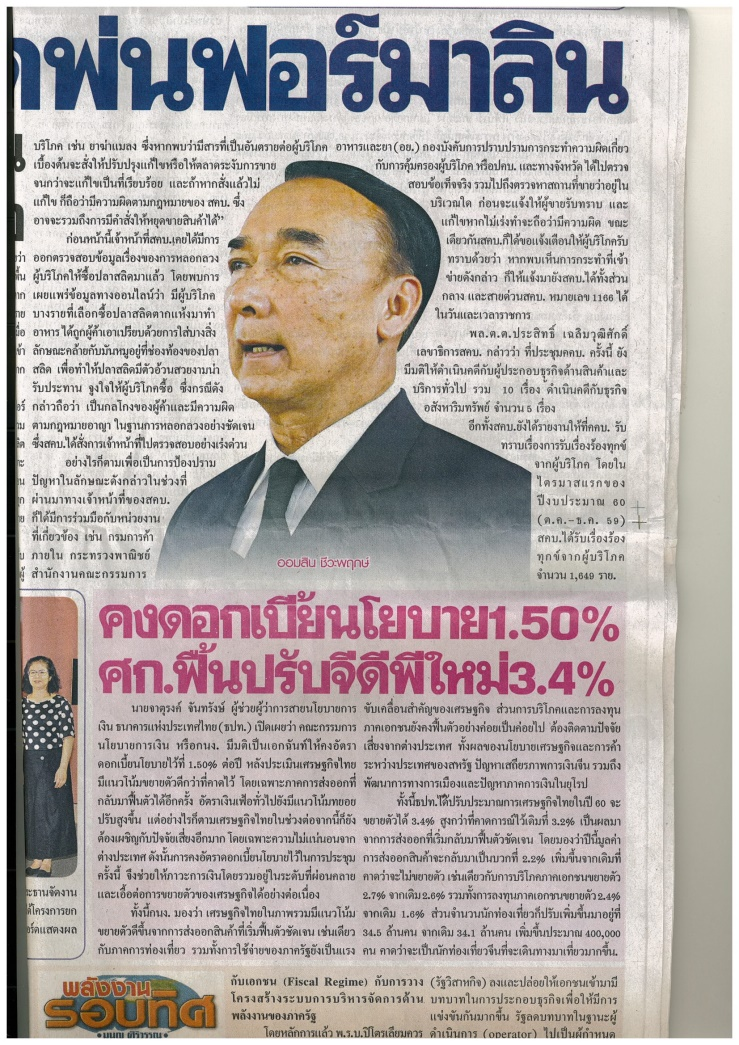 พ่นฟอร์มาลิน
บริโภค เช่น ยาฆ่าแมลง ซึ่งหากพบว่ามีสารที่เป็นอันตรายต่อผู้บริโภค
เบื้องต้นจะสั่งให้ปรับปรุงแก้ไขหรือให้ตลาดระงับการขาย
จนกว่าจะแก้ไขเป็นที่เรียบร้อย และถ้าหากสั่งแล้วไม่
แก้ไข ก็ถือว่ามีความผิดตามกฎหมายของ สคบ. ซึ่ง
อาจจะรวมถึงการมีคำสั่งให้หยุดขายสินค้าได้”
ก่อนหน้านี้เจ้าหน้าที่สคบ.เคยได้มีการ
ออกตรวจสอบข้อมูลเรื่องของการหลอกลวง
ผู้บริโภคให้ซื้อปลาสลิดมาแล้ว โดยพบการ
เผยแพร่ข้อมูลทางออนไลน์ว่า มีผู้บริโภค
บางรายที่เลือกซื้อปลาสลิดตากแห้งมาทำ
อาหาร ได้ถูกผู้ค้าเอาเปรียบด้วยการใส่บางสิ่ง
ลักษณะคล้ายกับมันหมูอยู่ที่ช่องท้องของปลา
สลิด เพื่อทำให้ปลาสลิดมีตัวอ้วนสวยงามน่า
รับประทาน จูงใจให้ผู้บริโภคซื้อ ซึ่งกรณีดัง
กล่าวถือว่า เป็นกลโกงของผู้ค้าและมีความผิด
ตามกฎหมายอาญา ในฐานการหลอกลวงอย่างชัดเจน
ซึ่งสคบ.ได้สั่งการเจ้าหน้าที่ไปตรวจสอบอย่างเร่งด่วน
อย่างไรก็ตามเพื่อเป็นการป้องปราม
ปัญหาในลักษณะดังกล่าวในช่วงที่
ผ่านมาทางเจ้าหน้าที่ของสคบ.
ก็ได้มีการร่วมมือกับหน่วยงาน
ที่เกี่ยวข้อง เช่น กรมการค้า
ภายใน กระทรวงพาณิชย์
สำนักงานคณะกรรมการ
อาหารและยา (อย.) กองบังคับการปราบปรามการกระทำความผิดเกี่ยว
กับการคุ้มครองผู้บริโภค หรือปคบ. และทางจังหวัด ได้ไปตรวจ
สอบข้อเท็จจริง รวมไปถึงตรวจหาสถานที่ขายว่าอยู่ใน
บริเวณใด ก่อนจะแจ้งให้ผู้ขายรับทราบ และ
แก้ไขหากไม่เร่งทำจะถือว่ามีความผิด ขณะ
เดียวกันสคบ.ก็ได้ขอแจ้งเตือนให้ผู้บริโภครับ
ทราบด้วยว่า หากพบเห็นการกระทำที่เข้า
ข่ายดังกล่าว ก็ให้แจ้งมายังสคบ.ได้ทั้งส่วน
กลาง และสายด่วนสคบ. หมายเลข 1166 ได้
ในวันและเวลาราชการ
พล.ต.ต.ประสิทธิ์ เฉลิมวุฒิศักดิ์
เลขาธิการสคบ. กล่าวว่า ที่ประชุมคคบ. ครั้งนี้ ยัง
มีมติให้ดำเนินคดีกับผู้ประกอบธุรกิจด้านสินค้าและ
บริการทั่วไป รวม 10 เรื่อง ดำเนินคดีกับธุรกิจ
อสังหาริมทรัพย์ จำนวน 5 เรื่อง
อีกทั้งสคบ.ยังได้รายงานให้ที่คคบ. รับ
ทราบเรื่องการรับเรื่องร้องทุกข์
จากผู้บริโภค โดยใน
ไตรมาสแรกของ
ปีงบประมาณ 60
(ต.ค.-ธ.ค. 59)
สคบ.ได้รับเรื่องร้อง
ทุกข์จากผู้บริโภค
จำนวน 1,649 ราย.
ออมสิน ชีวะพฤกษ์
คงดอกเบี้ยนโยบาย1.50%
ศก.ฟื้นปรับจีดีพีใหม่3.4%
นายจาตุรงค์ จันทรังษ์ ผู้ช่วยผู้ว่าการสายนโยบายการ
เงิน ธนาคารแห่งประเทศไทย(ธปท.) เปิดเผยว่า คณะกรรมการ
นโยบายการเงิน หรือกนง. มีมติเป็นเอกฉันท์ให้คงอัตรา
ดอกเบี้ยนโยบายไว้ที่ 1.50% ต่อปี หลังประเมินเศรษฐกิจไทย
มีแนวโน้มขยายตัวดีกว่าที่คาดไว้ โดยเฉพาะภาคการส่งออกที่
กลับมาฟื้นตัวได้อีกครั้ง อัตราเงินเฟ้อทั่วไปยังมีแนวโน้มทยอย
ปรับสูงขึ้น แต่อย่างไรก็ตามเศรษฐกิจไทยในช่วงต่อจากนี้ก็ยัง
ต้องเผชิญกับปัจจัยเสี่ยงอีกมาก โดยเฉพาะความไม่แน่นอนจาก
ต่างประเทศ ดังนั้นการคงอัตราดอกเบี้ยนโยบายไว้ในการประชุม
ครั้งนี้ จึงช่วยให้ภาวะการเงินโดยรวมอยู่ในระดับที่ผ่อนคลาย
และเอื้อต่อการขยายตัวของเศรษฐกิจได้อย่างต่อเนื่อง
ทั้งนี้กนง. มองว่า เศรษฐกิจไทยในภาพรวมมีแนวโน้ม
ขยายตัวดีขึ้นจากการส่งออกสินค้าที่เริ่มฟื้นตัวชัดเจน เช่นเดียว
กับภาคการท่องเที่ยว รวมทั้งการใช้จ่ายของภาครัฐยังเป็นแรง
ขับเคลื่อนสำคัญของเศรษฐกิจ ส่วนการบริโภคและการลงทุน
ภาคเอกชนยังคงฟื้นตัวอย่างค่อยเป็นค่อยไป ต้องติดตามปัจจัย
เสี่ยงจากต่างประเทศ ทั้งผลของนโยบายเศรษฐกิจและการค้า
ระหว่างประเทศของสหรัฐ ปัญหาเสถียรภาพการเงินจีน รวมถึง
พัฒนาการทางการเมืองและปัญหาภาคการเงินในยุโรป
ทั้งนี้ธปท.ได้ปรับประมาณการเศรษฐกิจไทยในปี 60 จะ
ขยายตัวได้ 3.4% สูงกว่าที่คาดการณ์ไว้เดิมที่ 3.2% เป็นผลมา
จากการส่งออกที่เริ่มกลับมาฟื้นตัวชัดเจน โดยมองว่าปีนี้มูลค่า
การส่งออกสินค้าจะกลับมาเป็นบวกที่ 2.2% เพิ่มขึ้นจากเดิมที่
คาดว่าจะไม่ขยายตัว เช่นเดียวกับการบริโภคภาคเอกชนขยายตัว
2.7% จากเดิม2.6% รวมทั้งการลงทุนภาคเอกชนขยายตัว2.4%
จากเดิม 1.6% ส่วนจำนวนนักท่องเที่ยวก็ปรับเพิ่มขึ้นมาอยู่ที่
34.5 ล้านคน จากเดิม 34.1 ล้านคน เพิ่มขึ้นประมาณ 400,000
คน คาดว่าจะเป็นนักท่องเที่ยวจีนที่จะเดินทางมาเที่ยวมากขึ้น.
ะธานจัดงาน
โครงการยก
ร์ดแสดงผล
พลังงาน
รอบทิศ
• มนูญ ศิริวรรณ •
กับเอกชน (Fiscal Regime) กับการวาง
โครงสร้างระบบการบริหารจัดการด้าน
พลังงานของภาครัฐ
โดยหลักการแล้ว พ.ร.บ.ปิโตรเลียมควร
(รัฐวิสาหกิจ) ลงและปล่อยให้เอกชนเข้ามามี
บทบาทในการประกอบธุรกิจเพื่อให้มีการ
แข่งขันกันมากขึ้น รัฐลดบทบาทในฐานะผู้
ดำเนินการ (operator) ไปเป็นผู้กำหนด